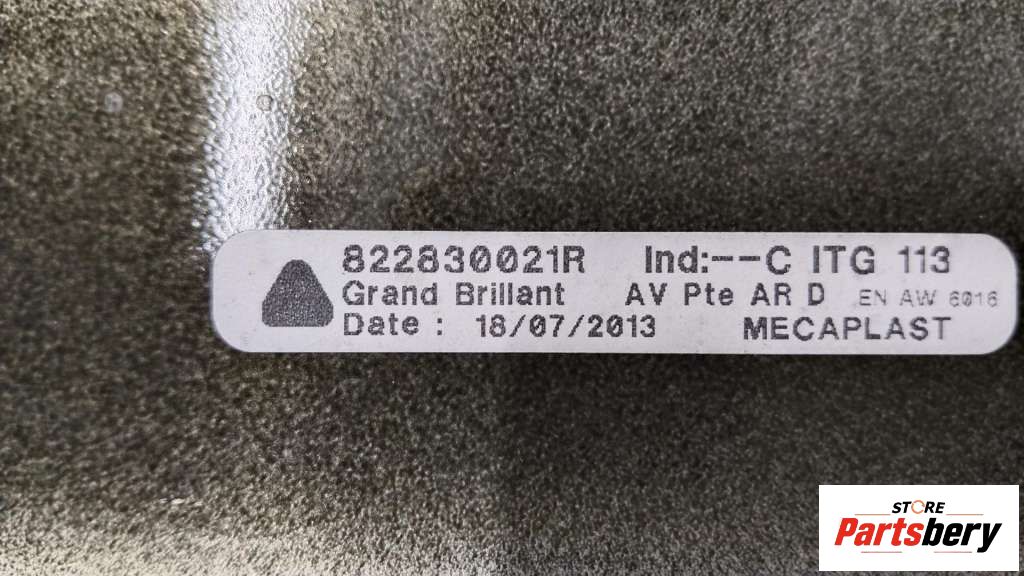 822830021R Ind:--C ITG 113
Grand Brillant AV Pte AR D EN AW 6016
Date : 18/07/2013 MECAPLAST
STORE
Partsbery